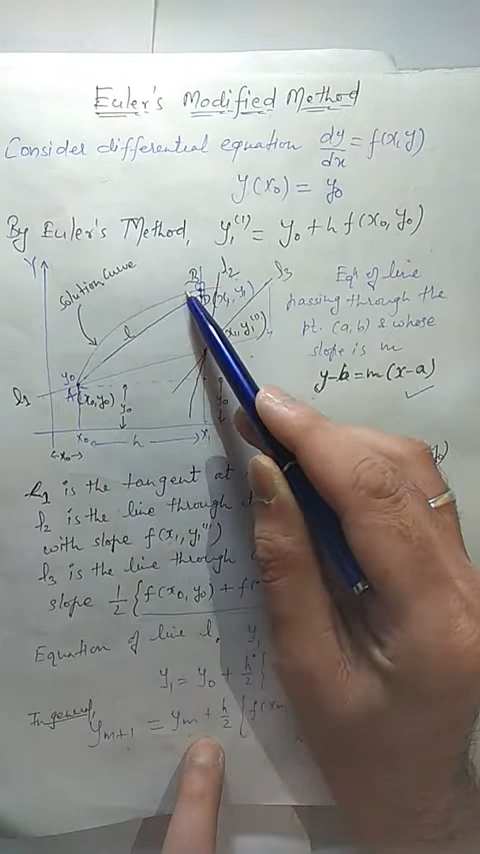 Euler's Modified Method
Consider differential equation dy/dx = f(x,y)
y(x₀) = y₀
By Euler's Method, y₁⁽¹⁾ = y₀ + h f(x₀, y₀)
Y
Solution curve
B
l₂
l₃
(x₁, y₁)
l
x₁, y₁⁽¹⁾)
y₀
l₁
A (x₀, y₀)
y₀
y₀
x₀
h
x₁
←x₀→
Eqⁿ of line
passing through the
pt. (a, b) & whose
slope is m
y-b = m(x-a)
l₁ is the tangent at
l₂ is the line through
with slope f(x₁, y₁⁽¹⁾)
l₃ is the line through
slope 1/2 {f(x₀, y₀) + f(
Equation of line l, y
y₁ = y₀ + h/2 {
In general,
yₘ₊₁ = yₘ + h/2 {f(xₘ